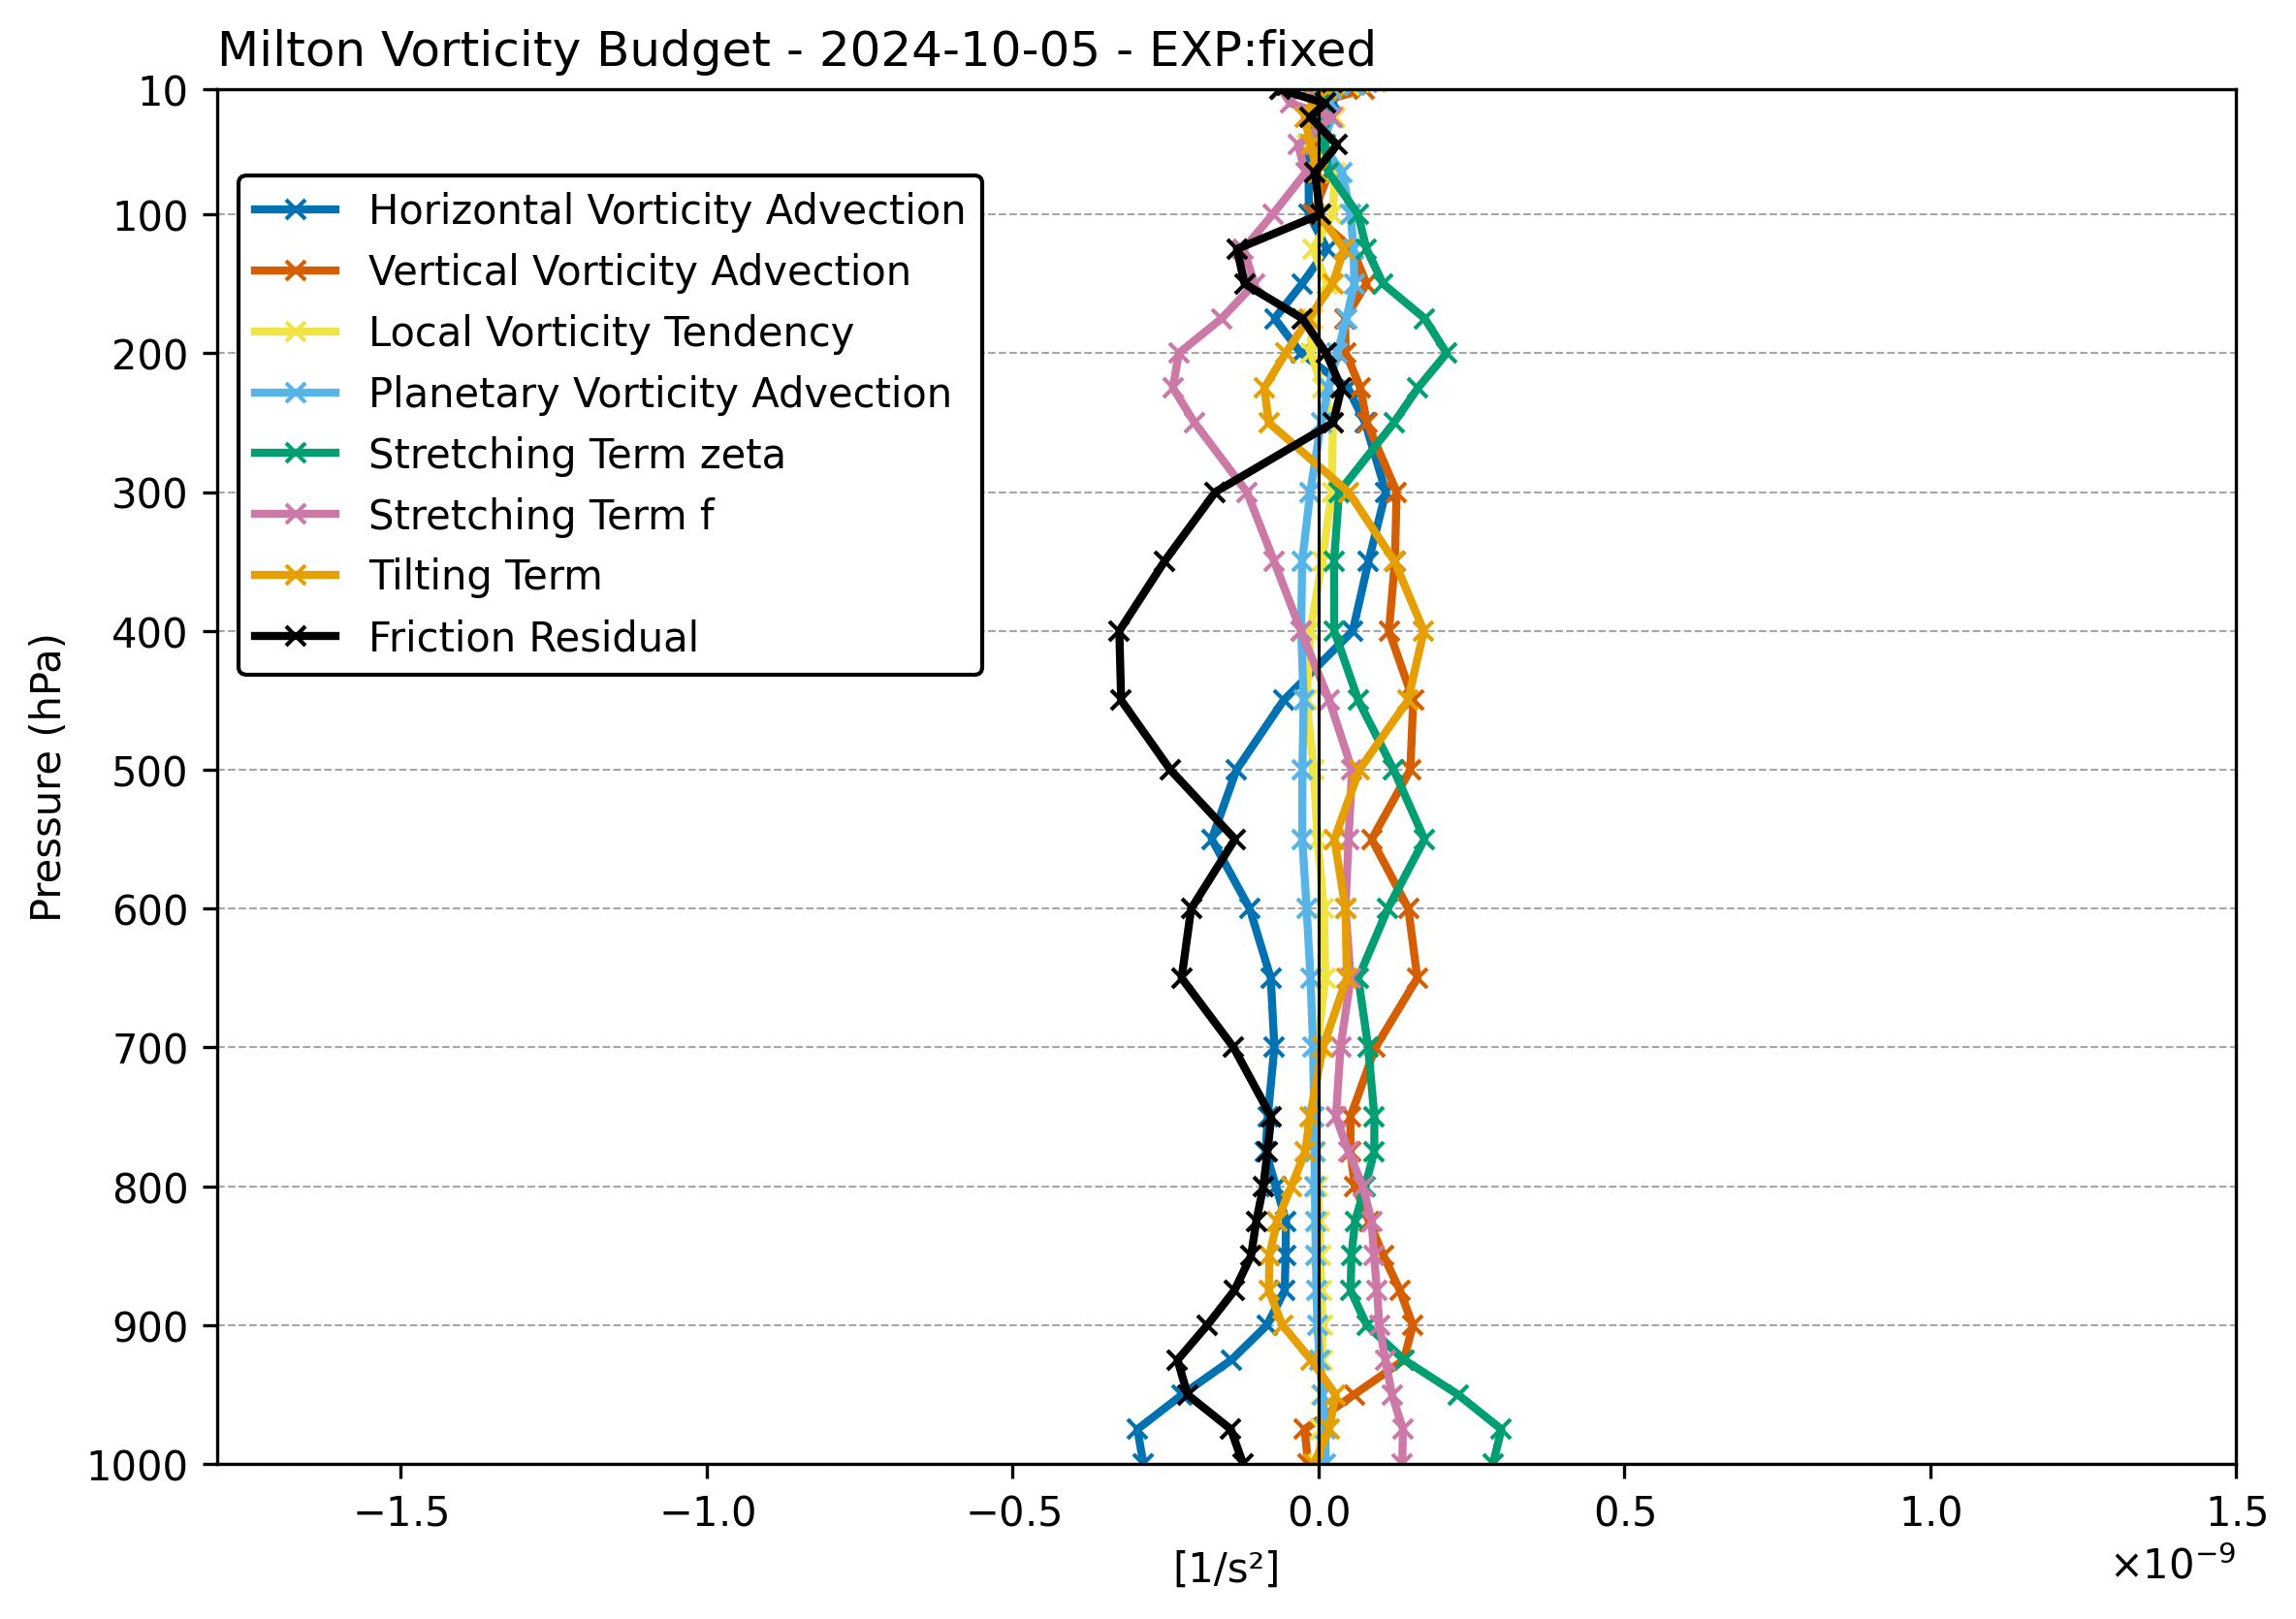 Milton Vorticity Budget - 2024-10-05 - EXP:fixed
10
100
200
300
400
500
600
700
800
900
1000
Pressure (hPa)
Horizontal Vorticity Advection
Vertical Vorticity Advection
Local Vorticity Tendency
Planetary Vorticity Advection
Stretching Term zeta
Stretching Term f
Tilting Term
Friction Residual
−1.5 −1.0 −0.5 0.0 0.5 1.0 1.5
[1/s²]
×10⁻⁹